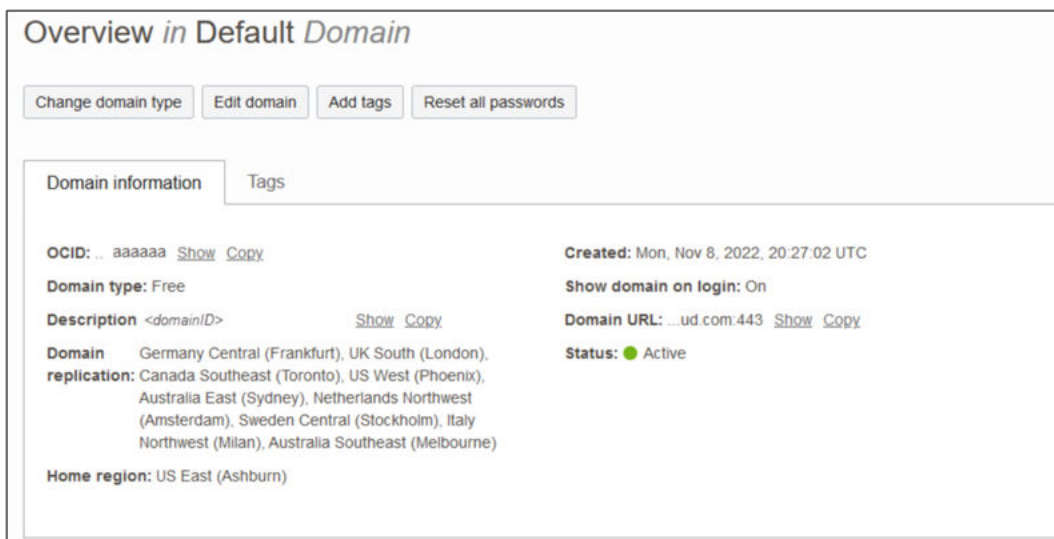 Overview in Default Domain
Change domain type Edit domain Add tags Reset all passwords
Domain information Tags
OCID: .. aaaaaa Show Copy
Domain type: Free
Description <domainID> Show Copy
Domain replication: Germany Central (Frankfurt), UK South (London),
Canada Southeast (Toronto), US West (Phoenix),
Australia East (Sydney), Netherlands Northwest
(Amsterdam), Sweden Central (Stockholm), Italy
Northwest (Milan), Australia Southeast (Melbourne)
Home region: US East (Ashburn)
Created: Mon, Nov 8, 2022, 20:27:02 UTC
Show domain on login: On
Domain URL: ...ud.com:443 Show Copy
Status: Active